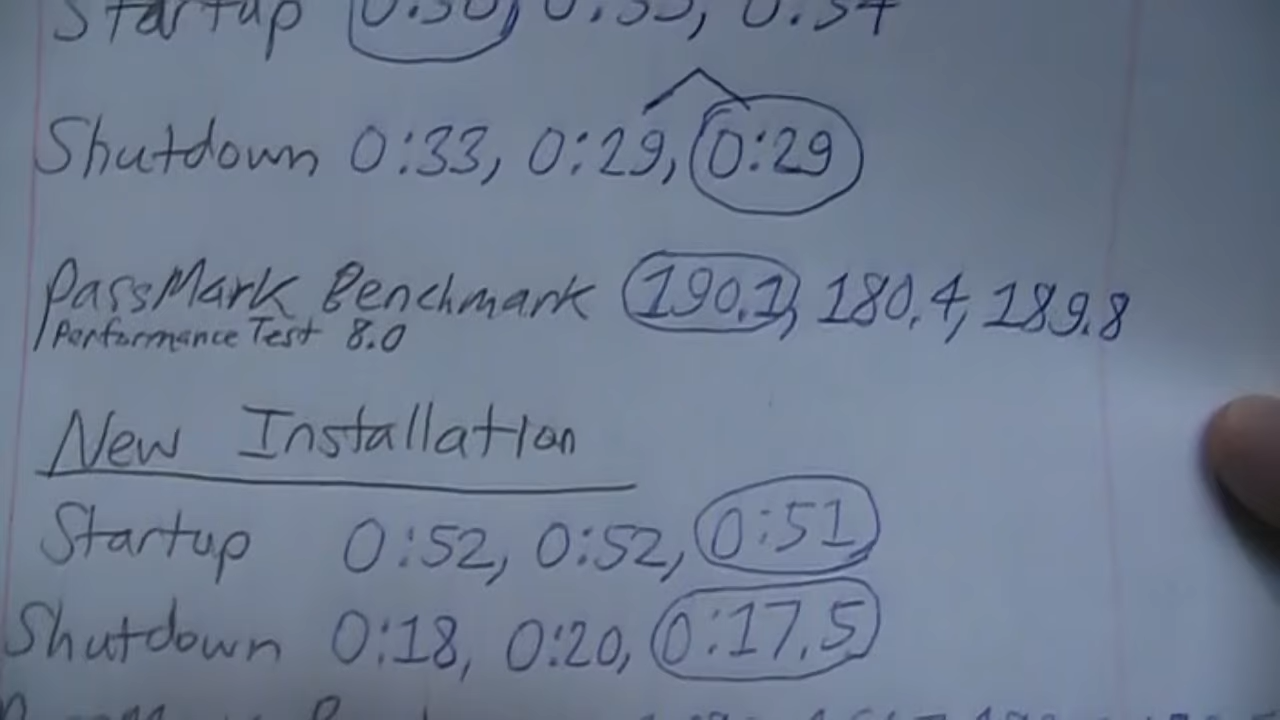 Startup
Shutdown 0:33, 0:29, 0:29
PassMark Benchmark 190.1, 180.4, 189.8
Performance Test 8.0
New Installation
Startup 0:52, 0:52, 0:51
Shutdown 0:18, 0:20, 0:17.5